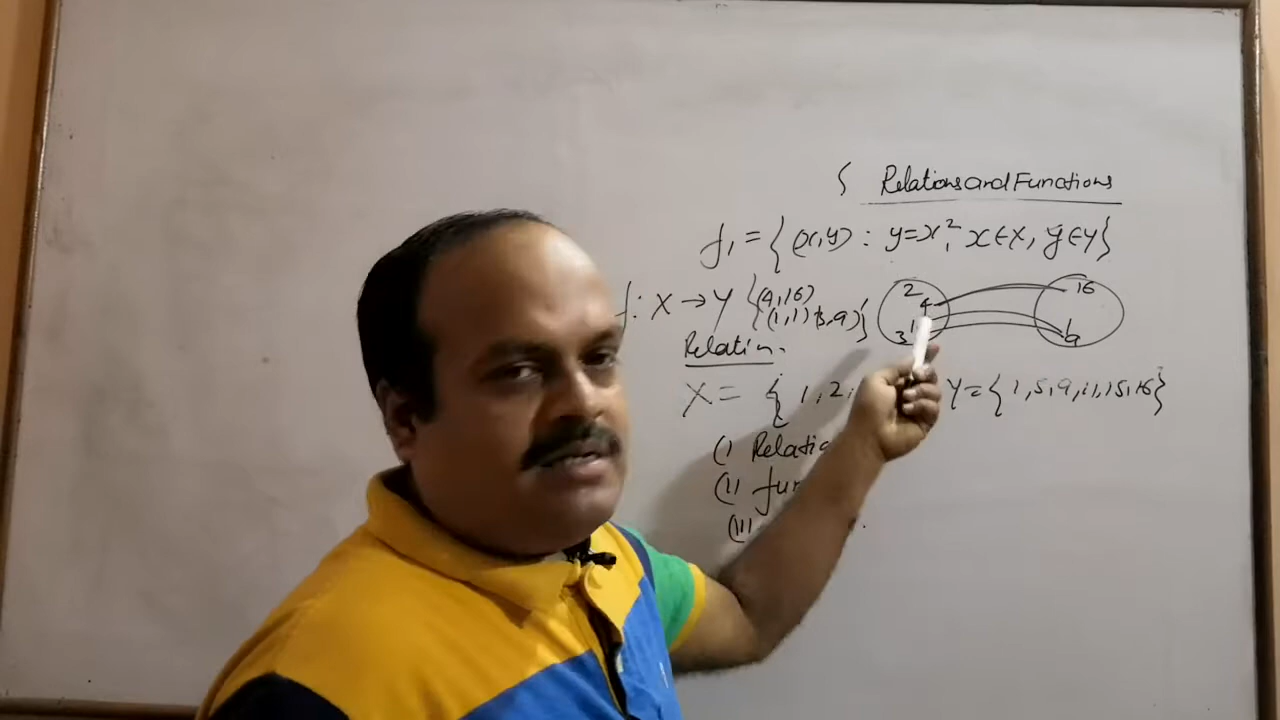 Relations and Functions
f₁ = { (x,y) : y=x², x∈X, y∈Y}
f: X → Y {(4,16)
(1,1) (3,9)}
2 4 1 3
16 1 9
Relation.
X = { 1, 2,
Y = { 1, 5, 9, 11, 15, 16}
(i Relatio
(ii fun
(iii